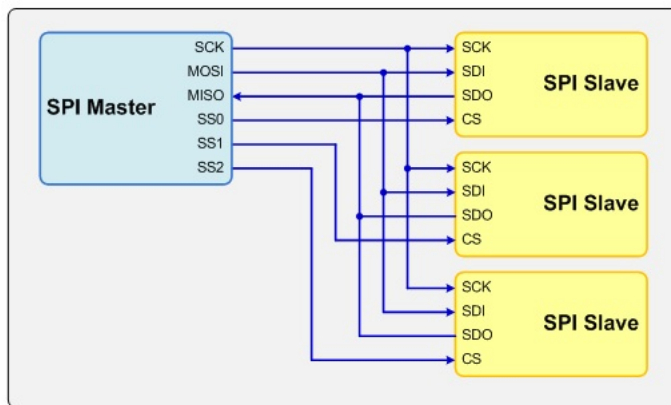 SPI Master
SCK
MOSI
MISO
SS0
SS1
SS2
SCK
SDI
SDO
CS
SPI Slave
SCK
SDI
SDO
CS
SPI Slave
SCK
SDI
SDO
CS
SPI Slave